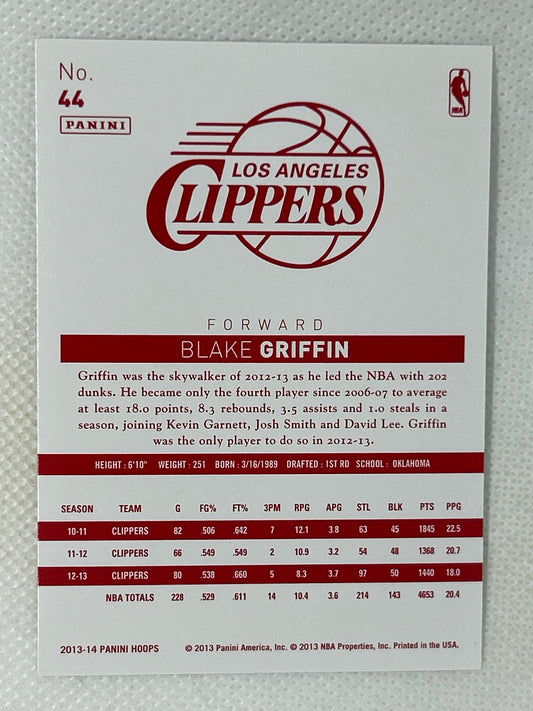 No.
44
PANINI
NBA
LOS ANGELES
CLIPPERS
FORWARD
BLAKE GRIFFIN
Griffin was the skywalker of 2012-13 as he led the NBA with 202
dunks. He became only the fourth player since 2006-07 to average
at least 18.0 points, 8.3 rebounds, 3.5 assists and 1.0 steals in a
season, joining Kevin Garnett, Josh Smith and David Lee. Griffin
was the only player to do so in 2012-13.
HEIGHT : 6'10" WEIGHT : 251 BORN : 3/16/1989 DRAFTED : 1ST RD SCHOOL : OKLAHOMA
SEASON TEAM G FG% FT% 3PM RPG APG STL BLK PTS PPG
10-11 CLIPPERS 82 .506 .642 7 12.1 3.8 63 45 1845 22.5
11-12 CLIPPERS 66 .549 .549 2 10.9 3.2 54 48 1368 20.7
12-13 CLIPPERS 80 .538 .660 5 8.3 3.7 97 50 1440 18.0
NBA TOTALS 228 .529 .611 14 10.4 3.6 214 143 4653 20.4
2013-14 PANINI HOOPS © 2013 Panini America, Inc. © 2013 NBA Properties, Inc. Printed in the USA.